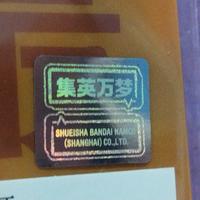 集英万梦
SHUEISHA BANDAI NAMCO
(SHANGHAI) CO.,LTD.